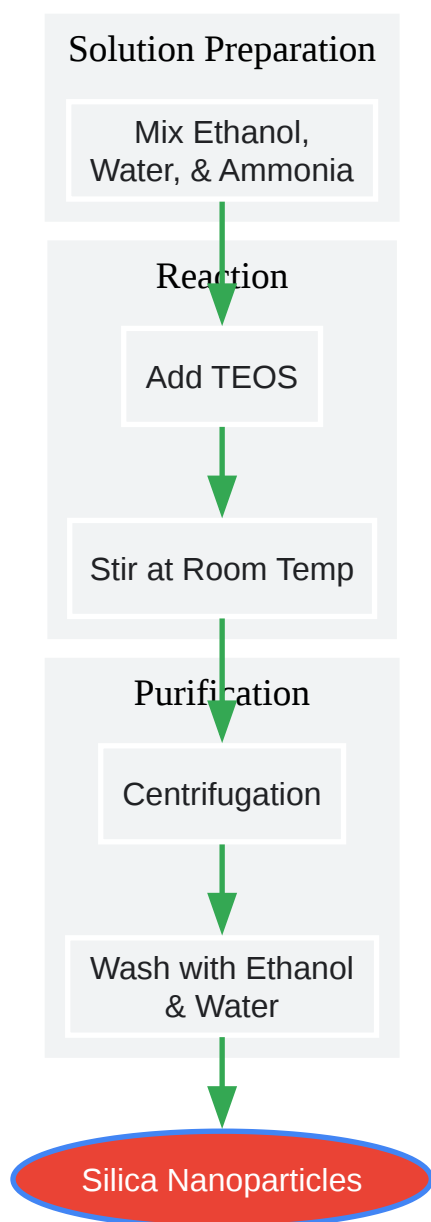 Solution Preparation
Mix Ethanol,
Water, & Ammonia
Reaction
Add TEOS
Stir at Room Temp
Purification
Centrifugation
Wash with Ethanol
& Water
Silica Nanoparticles